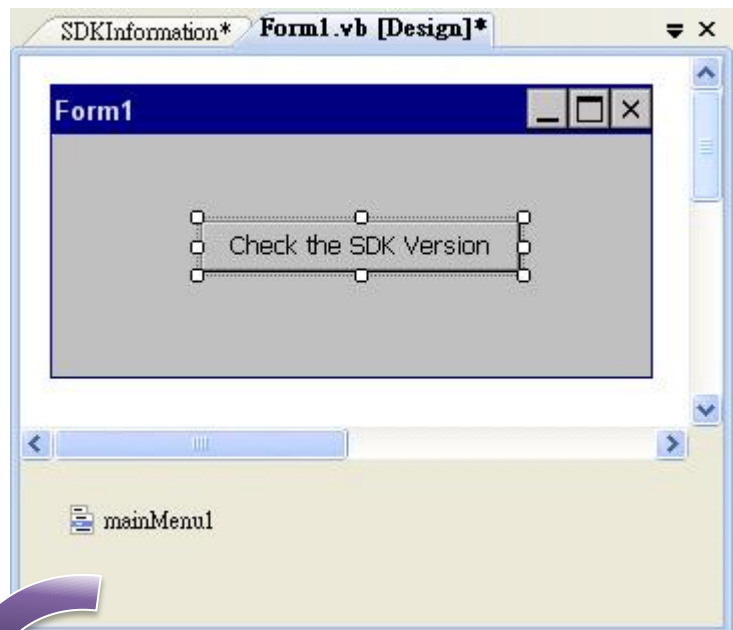 SDKInformation* Form1.vb [Design]*
Form1
Check the SDK Version
mainMenu1